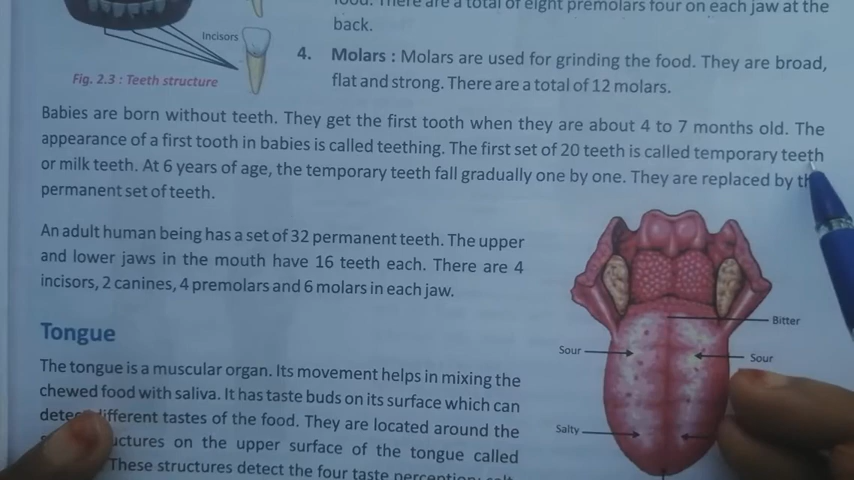 food. There are a total of eight premolars four on each jaw at the
back.
Incisors
4. Molars : Molars are used for grinding the food. They are broad,
flat and strong. There are a total of 12 molars.
Fig. 2.3 : Teeth structure
Babies are born without teeth. They get the first tooth when they are about 4 to 7 months old. The
appearance of a first tooth in babies is called teething. The first set of 20 teeth is called temporary teeth
or milk teeth. At 6 years of age, the temporary teeth fall gradually one by one. They are replaced by
permanent set of teeth.
An adult human being has a set of 32 permanent teeth. The upper
and lower jaws in the mouth have 16 teeth each. There are 4
incisors, 2 canines, 4 premolars and 6 molars in each jaw.
Bitter
Sour
Sour
Salty
Tongue
The tongue is a muscular organ. Its movement helps in mixing the
chewed food with saliva. It has taste buds on its surface which can
different tastes of the food. They are located around the
on the upper surface of the tongue called
These structures detect the four taste